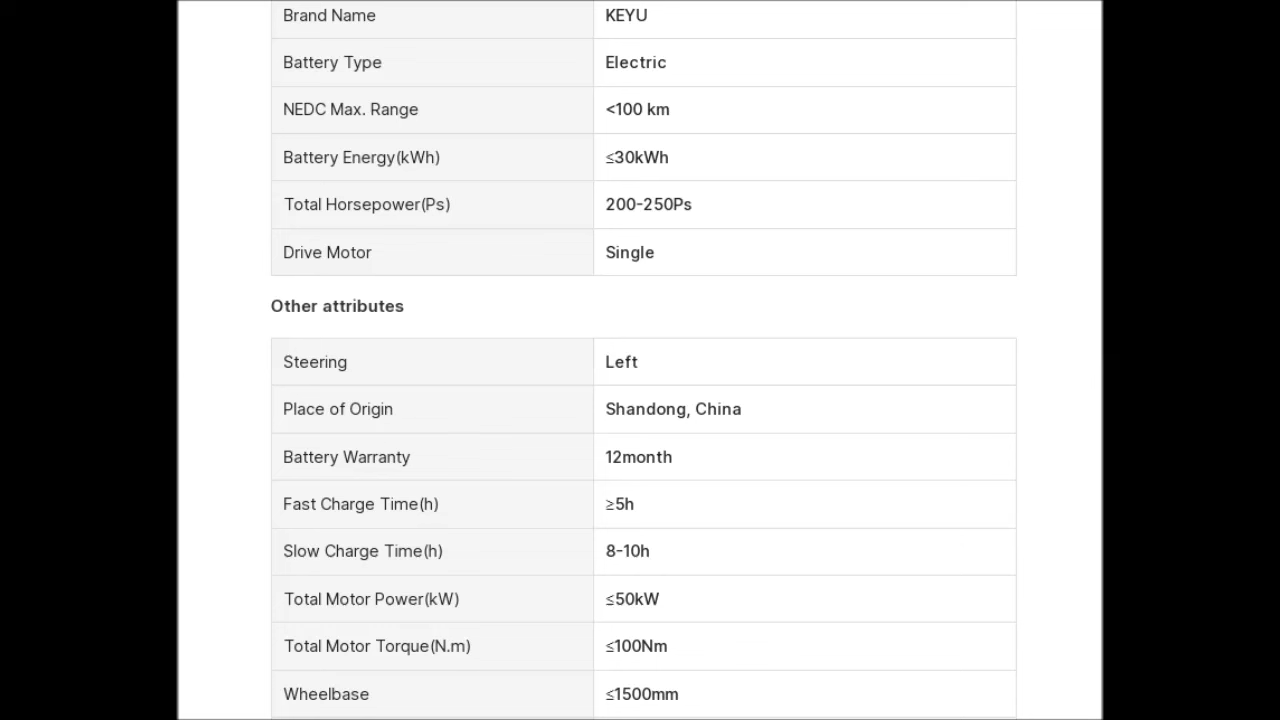 Brand Name KEYU
Battery Type Electric
NEDC Max. Range <100 km
Battery Energy(kWh) ≤30kWh
Total Horsepower(Ps) 200-250Ps
Drive Motor Single
Other attributes
Steering Left
Place of Origin Shandong, China
Battery Warranty 12month
Fast Charge Time(h) ≥5h
Slow Charge Time(h) 8-10h
Total Motor Power(kW) ≤50kW
Total Motor Torque(N.m) ≤100Nm
Wheelbase ≤1500mm